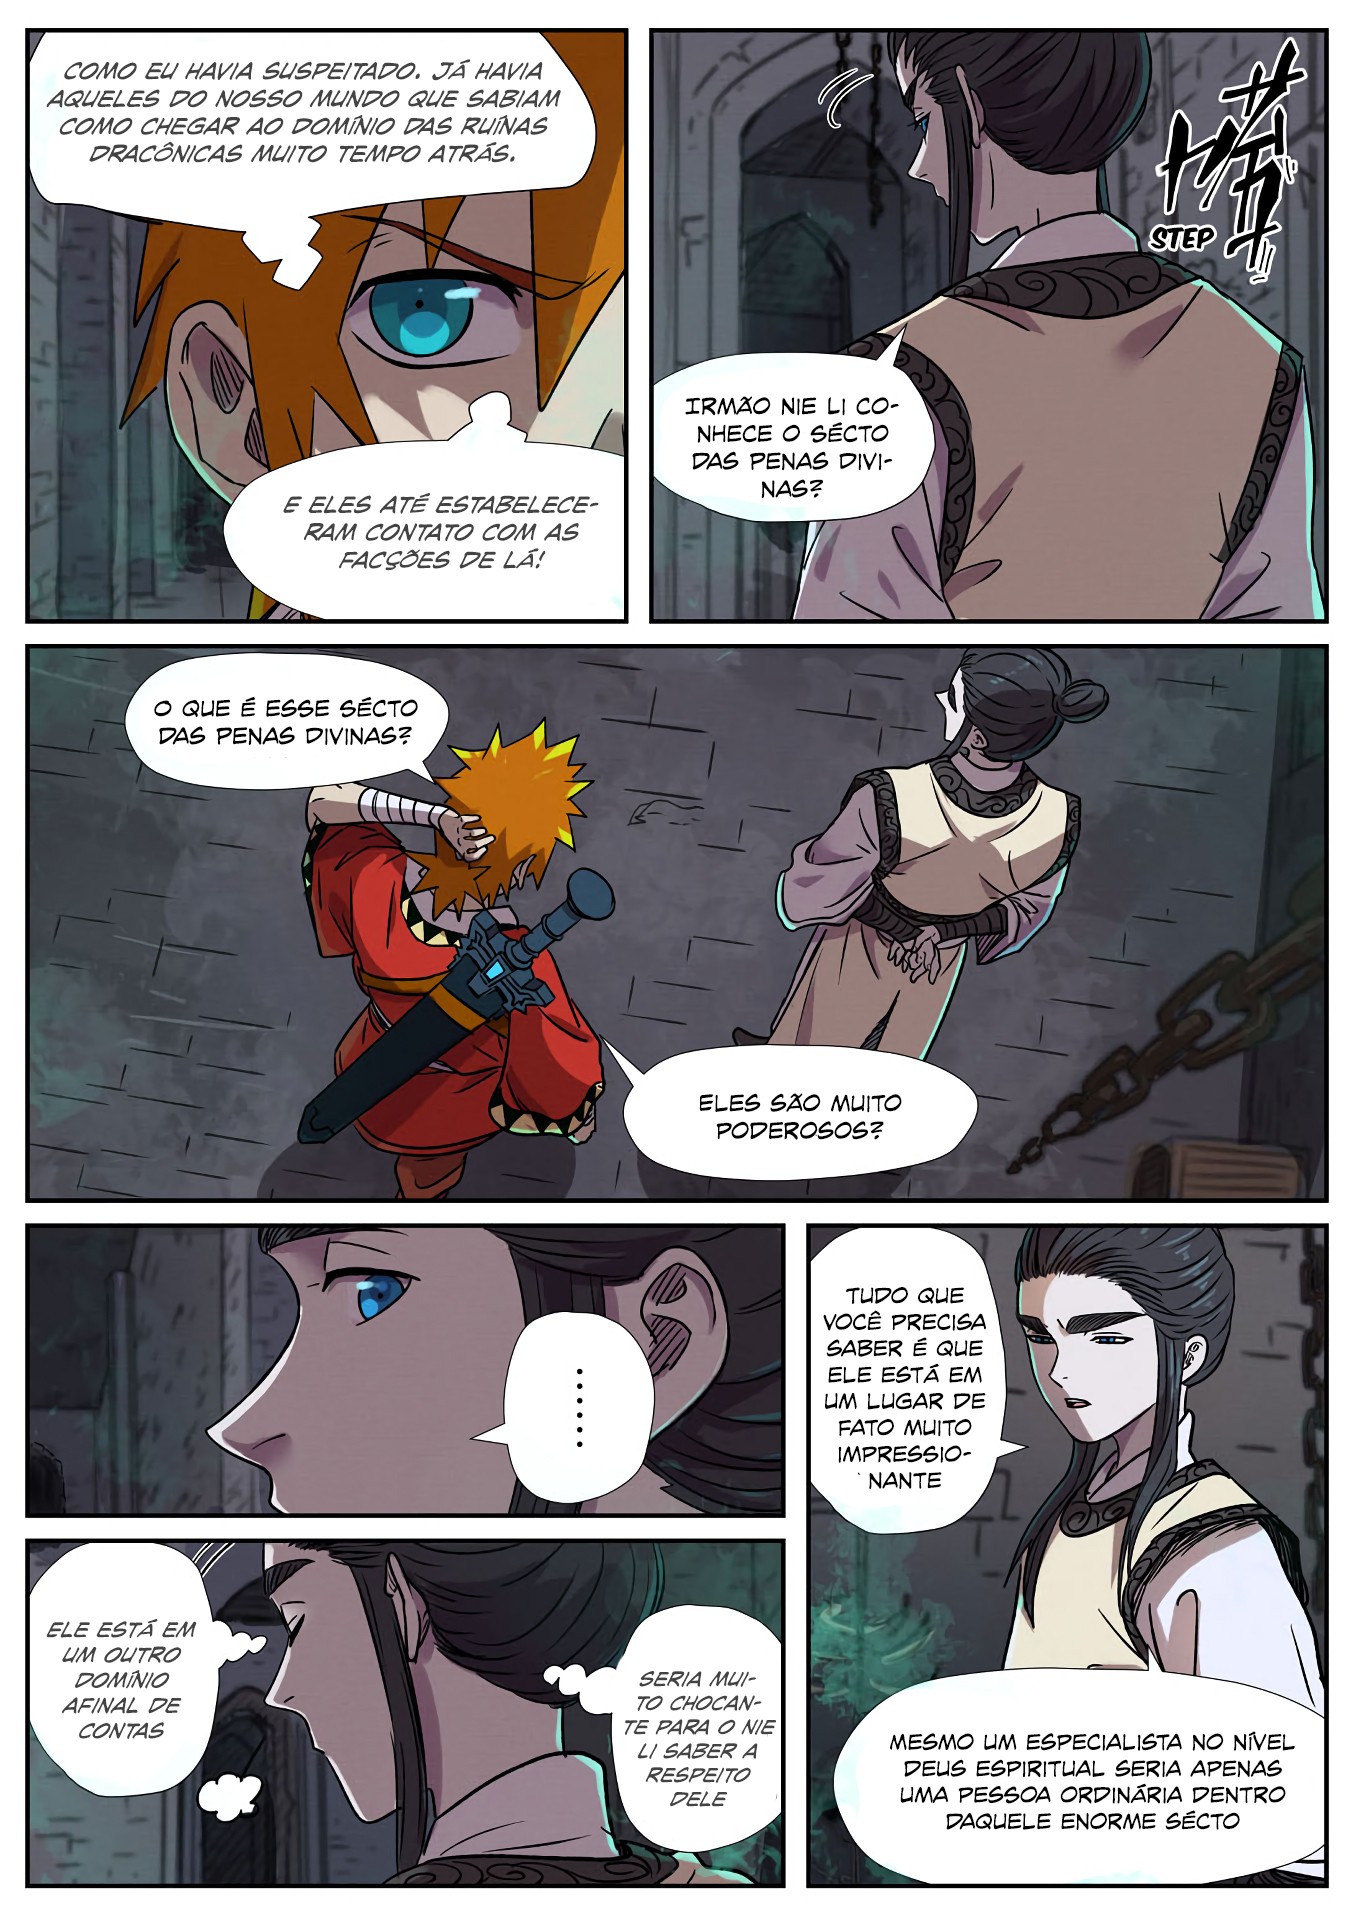 COMO EU HAVIA SUSPEITADO. JÁ HAVIA
AQUELES DO NOSSO MUNDO QUE SABIAM
COMO CHEGAR AO DOMÍNIO DAS RUÍNAS
DRACÔNICAS MUITO TEMPO ATRÁS.
E ELES ATÉ ESTABELECE-
RAM CONTATO COM AS
FACÇÕES DE LÁ!
STEP
IRMÃO NIE LI CO-
NHECE O SÉCTO
DAS PENAS DIVI-
NAS?
O QUE É ESSE SÉCTO
DAS PENAS DIVINAS?
ELES SÃO MUITO
PODEROSOS?
......
TUDO QUE
VOCÊ PRECISA
SABER É QUE
ELE ESTÁ EM
UM LUGAR DE
FATO MUITO
IMPRESSIO-
NANTE
ELE ESTÁ EM
UM OUTRO
DOMÍNIO
AFINAL DE
CONTAS
SERIA MUI-
TO CHOCAN-
TE PARA O NIE
LI SABER A
RESPEITO
DELE
MESMO UM ESPECIALISTA NO NÍVEL
DEUS ESPIRITUAL SERIA APENAS
UMA PESSOA ORDINÁRIA DENTRO
DAQUELE ENORME SÉCTO